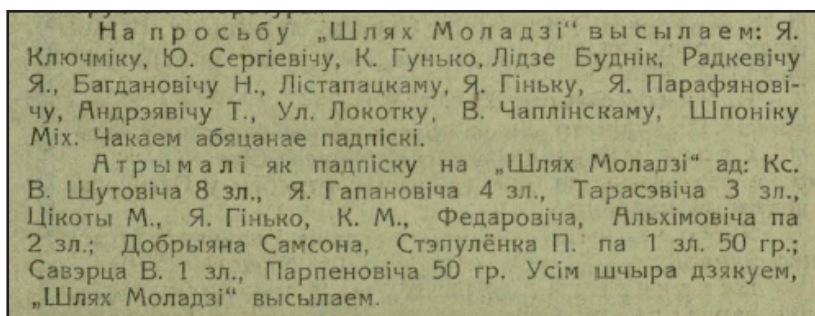 На просьбу „Шлях Моладзі“ высылаем: Я.
Ключміку, Ю. Сергіевічу, К. Гунько, Лідзе Буднік, Радкевічу
Я., Багдановічу Н., Лістапацкаму, Я. Гіньку, Я. Парафянові-
чу, Андрэявічу Т., Ул. Локотку, В. Чаплінскаму, Шпоніку
Міх. Чакаем абяцанае падпіскі.
Атрымалі як падпіску на „Шлях Моладзі“ ад: Кс.
В. Шутовіча 8 зл., Я. Гапановіча 4 зл., Тарасэвіча 3 зл.,
Цікоты М., Я. Гінько, К. М., Федаровіча, Альхімовіча па
2 зл.; Добрыяна Самсона, Стэпулёнка П. па 1 зл. 50 гр.;
Савэрца В. 1 зл., Парпеновіча 50 гр. Усім шчыра дзякуем,
„Шлях Моладзі“ высылаем.